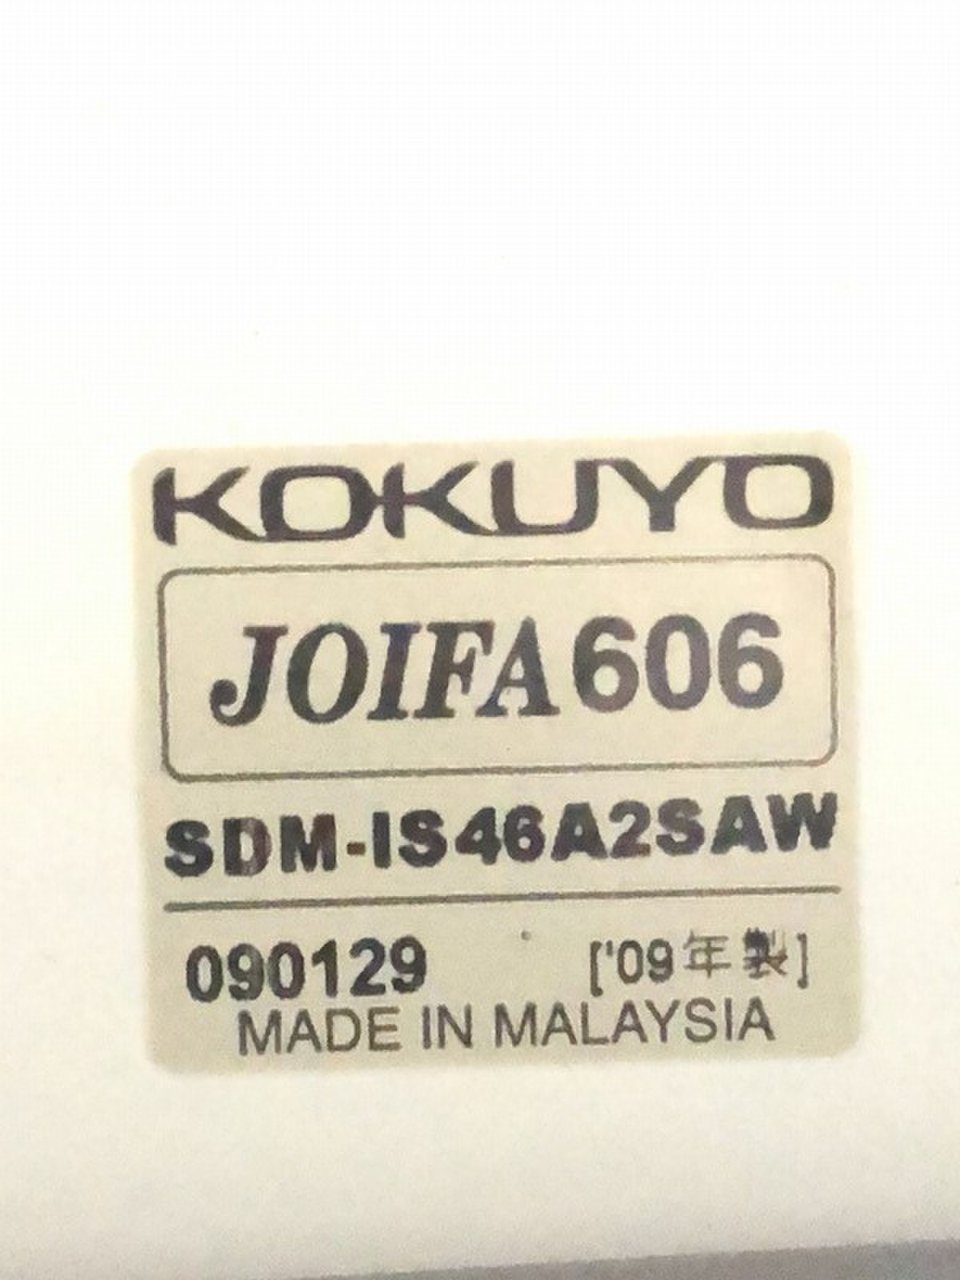 KOKUYO
JOIFA606
SDM-IS46A2SAW
090129 ['09年製]
MADE IN MALAYSIA